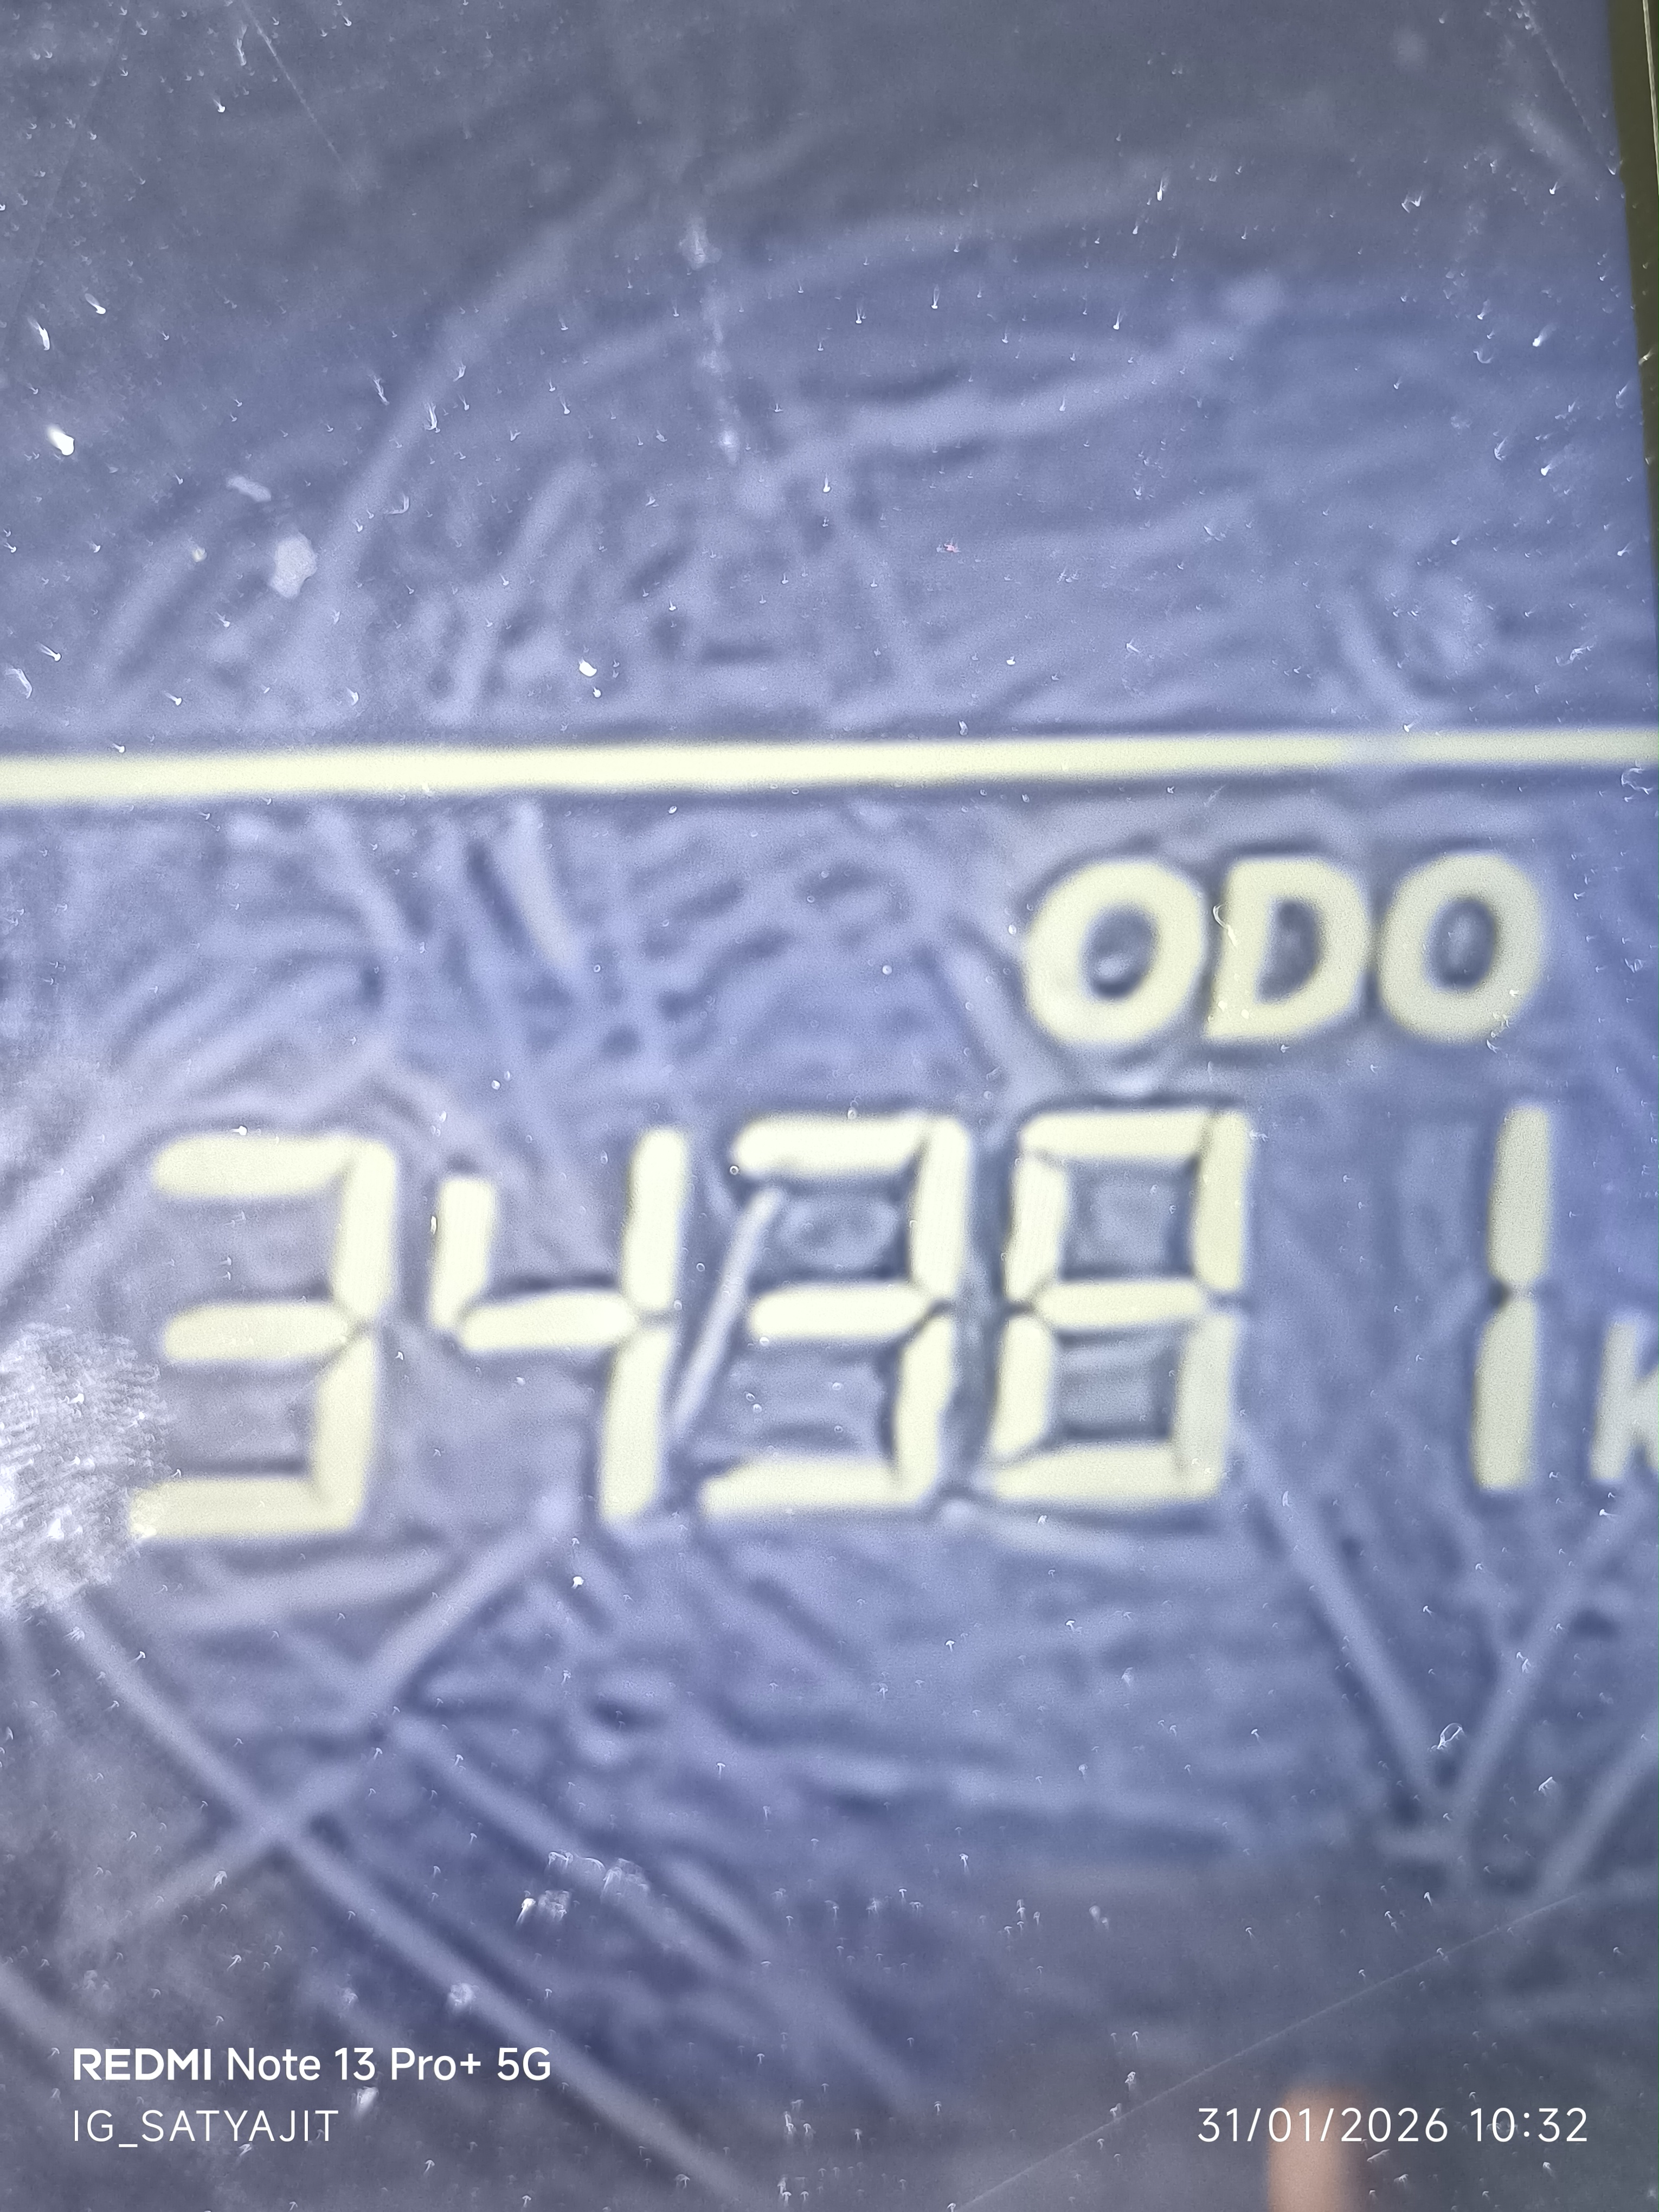 ODO
34381
REDMI Note 13 Pro+ 5G
IG_SATYAJIT
31/01/2026 10:32